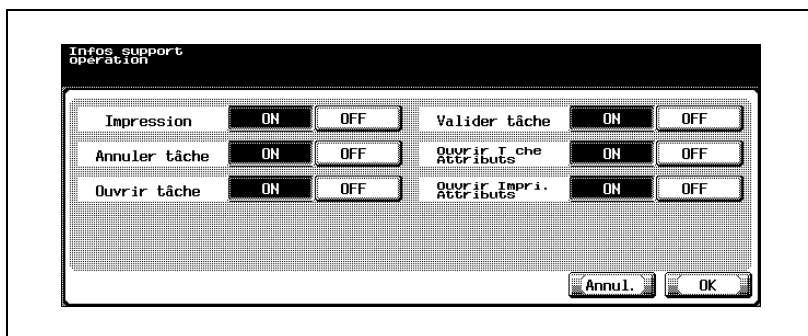 Infos support
opération
Impression ON OFF Valider tâche ON OFF
Annuler tâche ON OFF Ouvrir T che
Attributs ON OFF
Ouvrir tâche ON OFF Ouvrir Impri.
Attributs ON OFF
Annul. OK